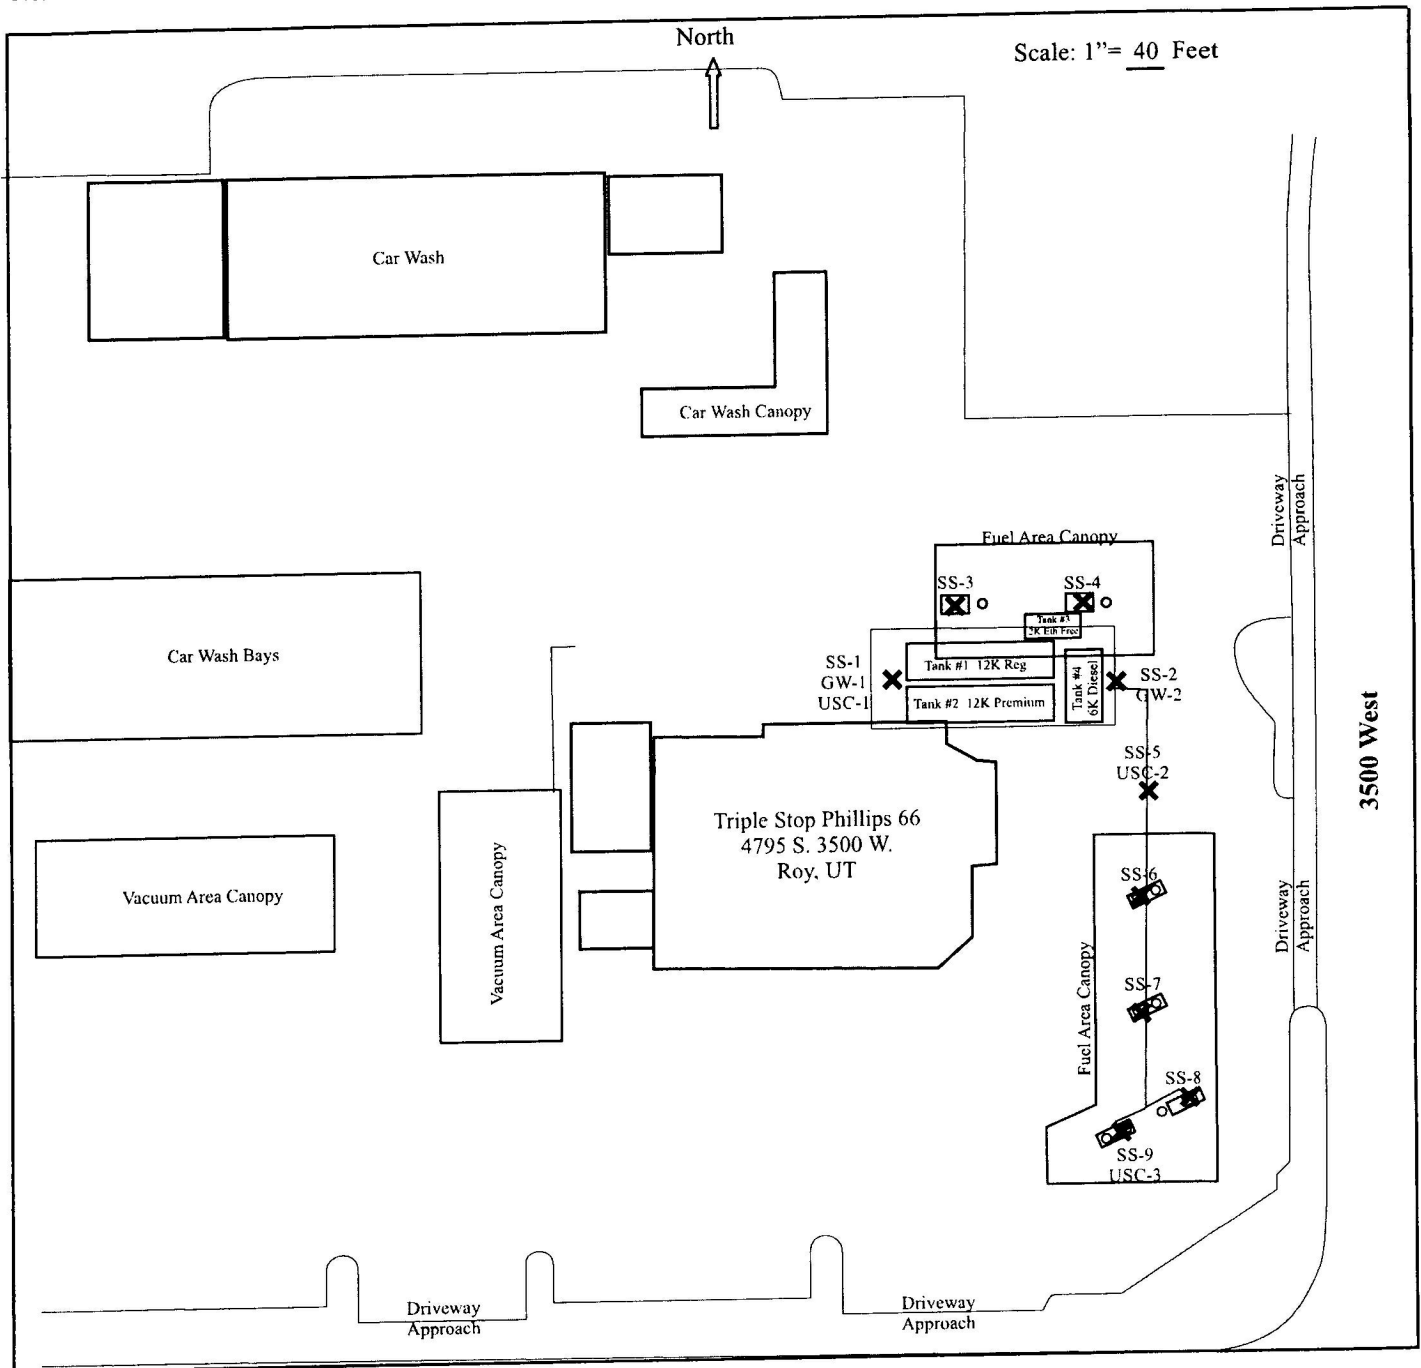 North
Scale: 1”= 40 Feet
Car Wash
Car Wash Canopy
Driveway
Approach
Fuel Area Canopy
SS-3
SS-4
Tank #3
2K Eth Free
Car Wash Bays
SS-1
GW-1
USC-1
Tank #1 12K Reg
Tank #2 12K Premium
Tank #4
6K Diesel
SS-2
GW-2
3500 West
SS-5
USC-2
Triple Stop Phillips 66
4795 S. 3500 W.
Roy, UT
Vacuum Area Canopy
Vacuum Area Canopy
SS-6
Driveway
Approach
Fuel Area Canopy
SS-7
SS-8
SS-9
USC-3
Driveway
Approach
Driveway
Approach